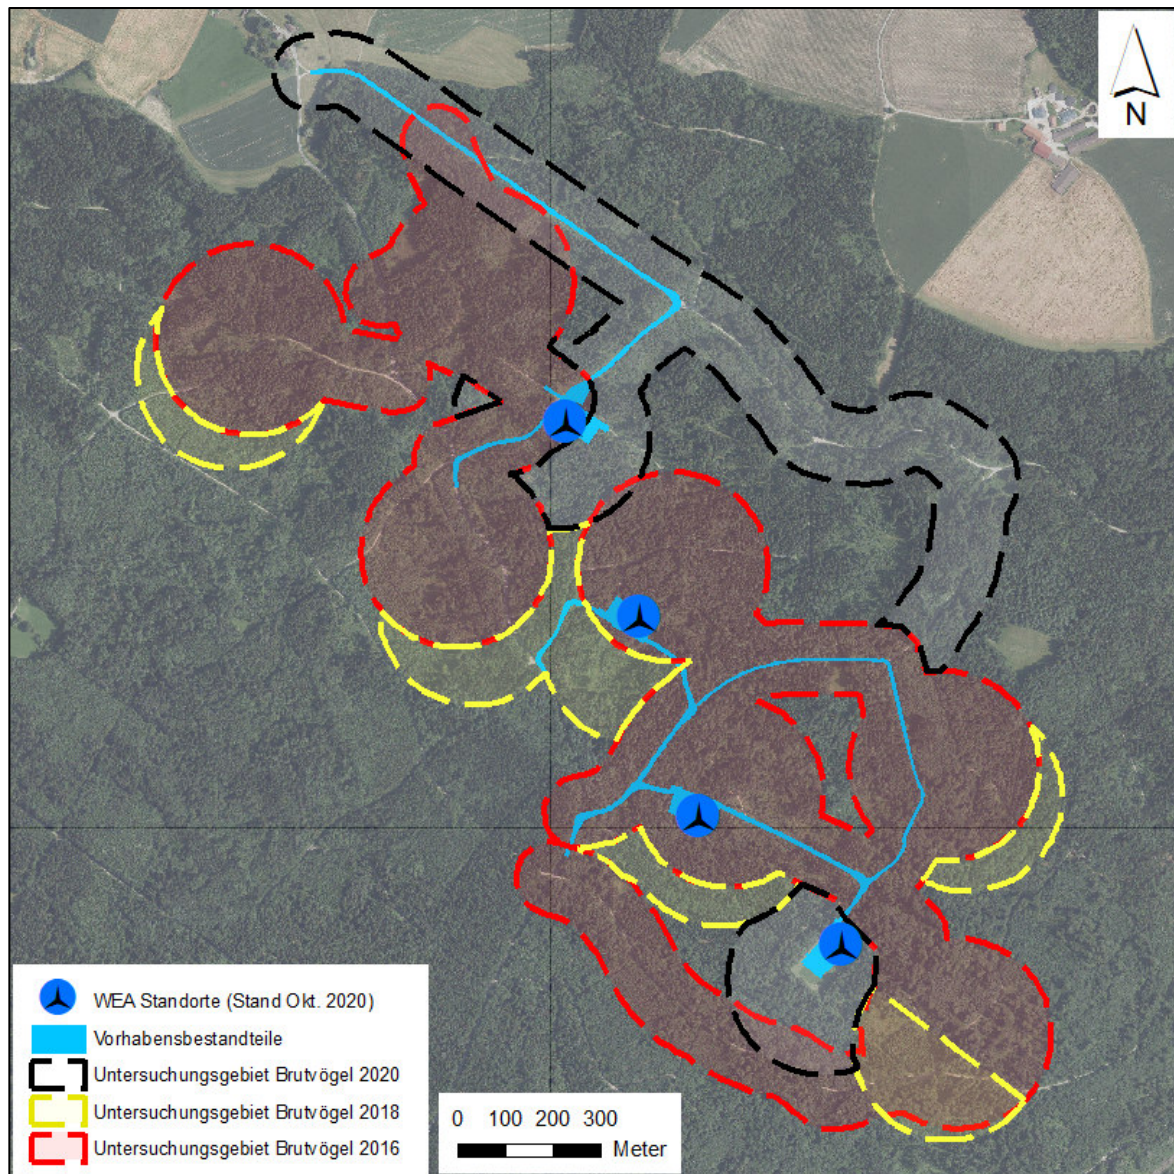 N
WEA Standorte (Stand Okt. 2020)
Vorhabensbestandteile
Untersuchungsgebiet Brutvögel 2020
Untersuchungsgebiet Brutvögel 2018
Untersuchungsgebiet Brutvögel 2016
0 100 200 300
Meter